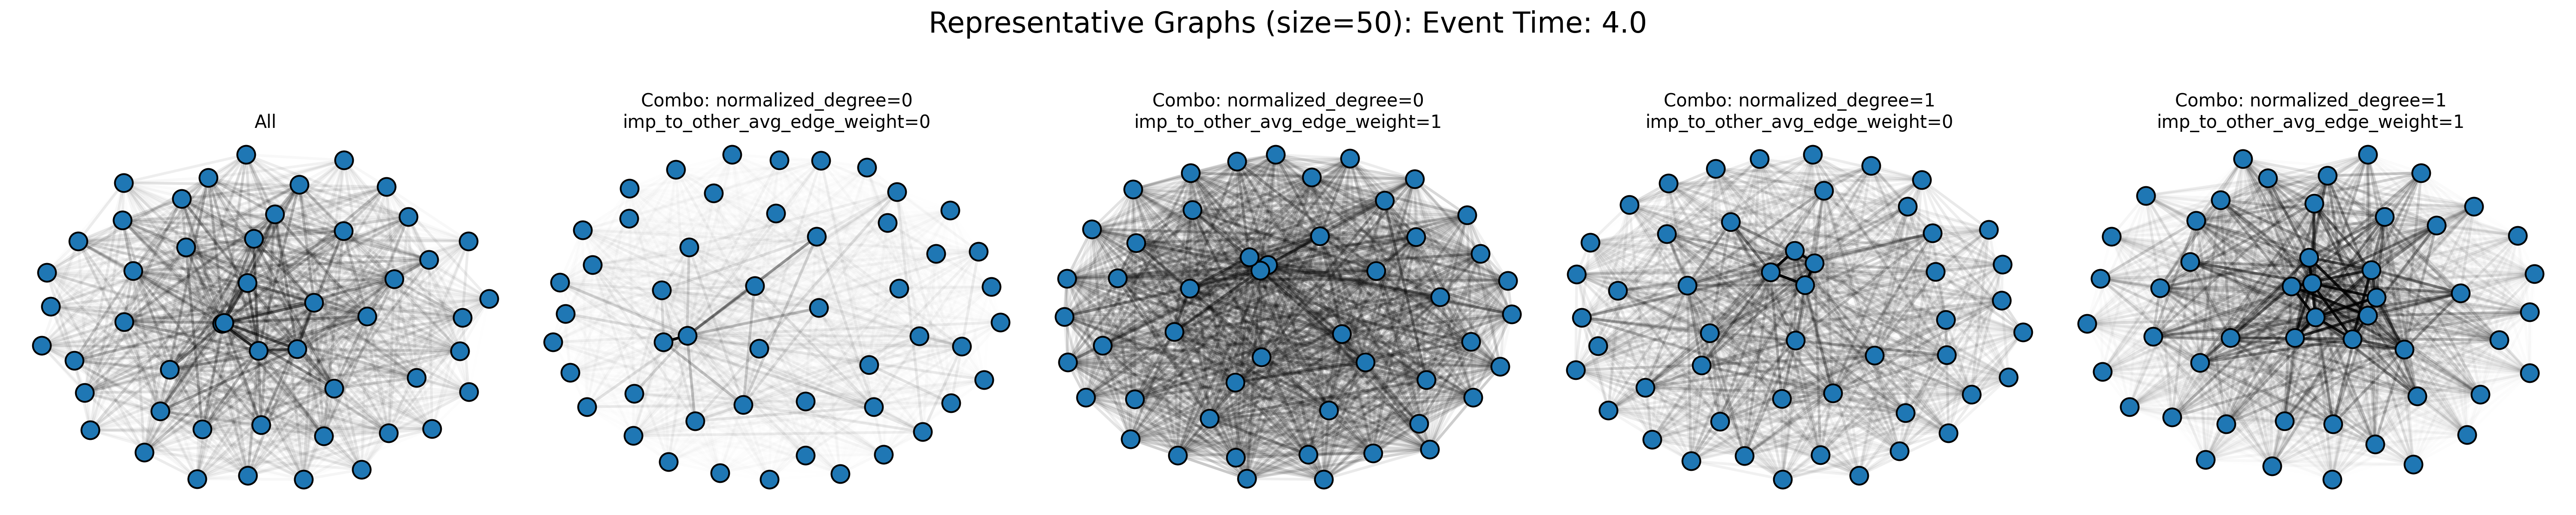 Representative Graphs (size=50): Event Time: 4.0
All
Combo: normalized_degree=0
imp_to_other_avg_edge_weight=0
Combo: normalized_degree=0
imp_to_other_avg_edge_weight=1
Combo: normalized_degree=1
imp_to_other_avg_edge_weight=0
Combo: normalized_degree=1
imp_to_other_avg_edge_weight=1